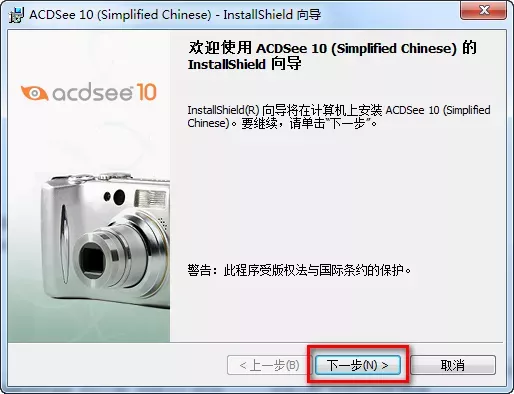 ACDSee 10 (Simplified Chinese) - InstallShield 向导
欢迎使用 ACDSee 10 (Simplified Chinese) 的
InstallShield 向导
acdsee 10
InstallShield(R) 向导将在计算机上安装 ACDSee 10 (Simplified
Chinese)。要继续，请单击“下一步”。
警告：此程序受版权法与国际条约的保护。
< 上一步(B)
下一步(N) >
取消